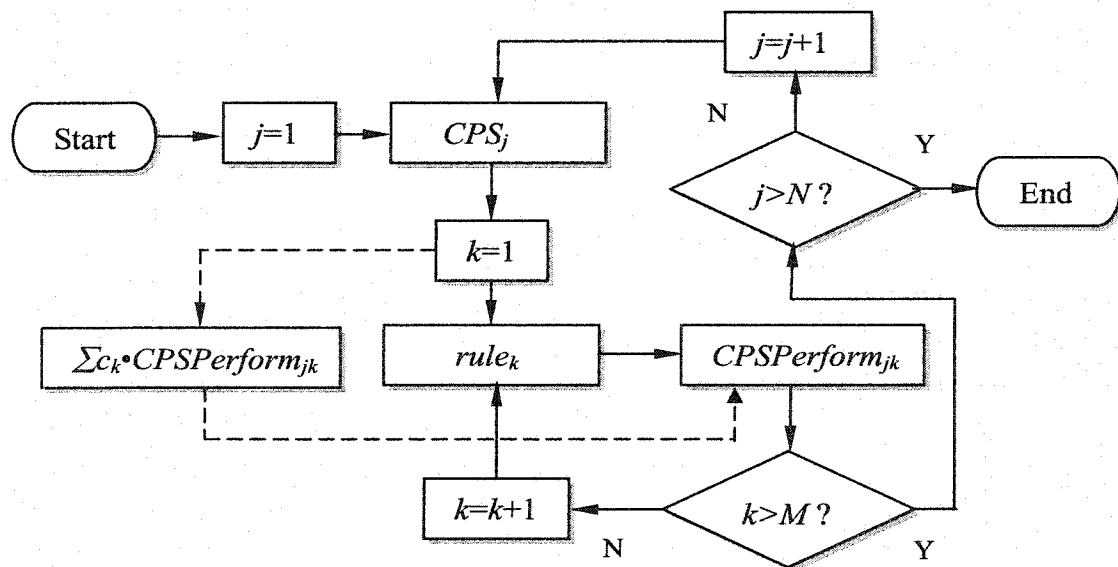 j=j+1
Start
j=1
CPSj
N
Y
j>N ?
End
k=1
∑ck•CPSPerformjk
rulek
CPSPerformjk
k=k+1
N
k>M ?
Y